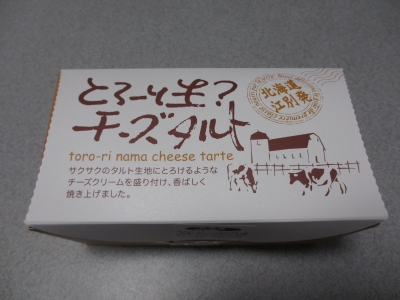 とろ〜り生?
チーズタルト
toro-ri nama cheese tarte
サクサクのタルト生地にとろけるような
チーズクリームを盛り付け、香ばしく
焼き上げました。
北海道
江別発